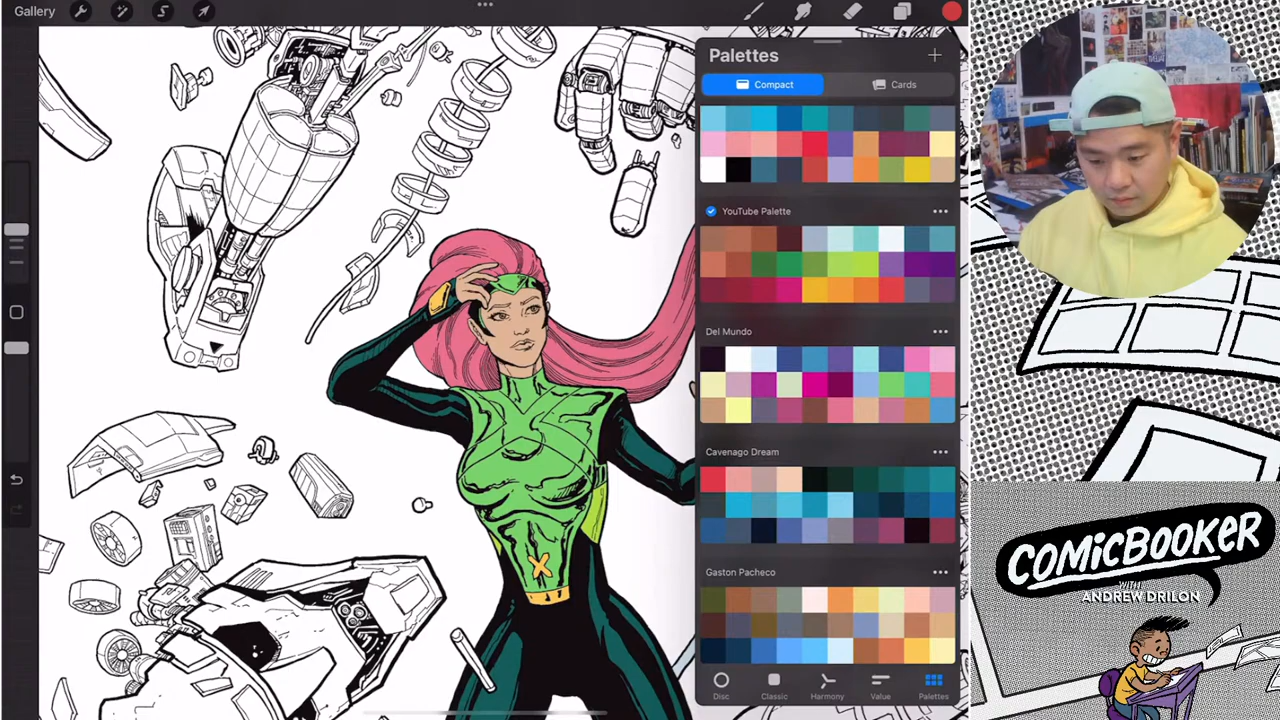 Gallery
Palettes
Compact
Cards
YouTube Palette
Del Mundo
Cavenago Dream
Gaston Pacheco
Disc
Classic
Harmony
Value
Palettes
COMICBOOKER
WITH
ANDREW DRILON